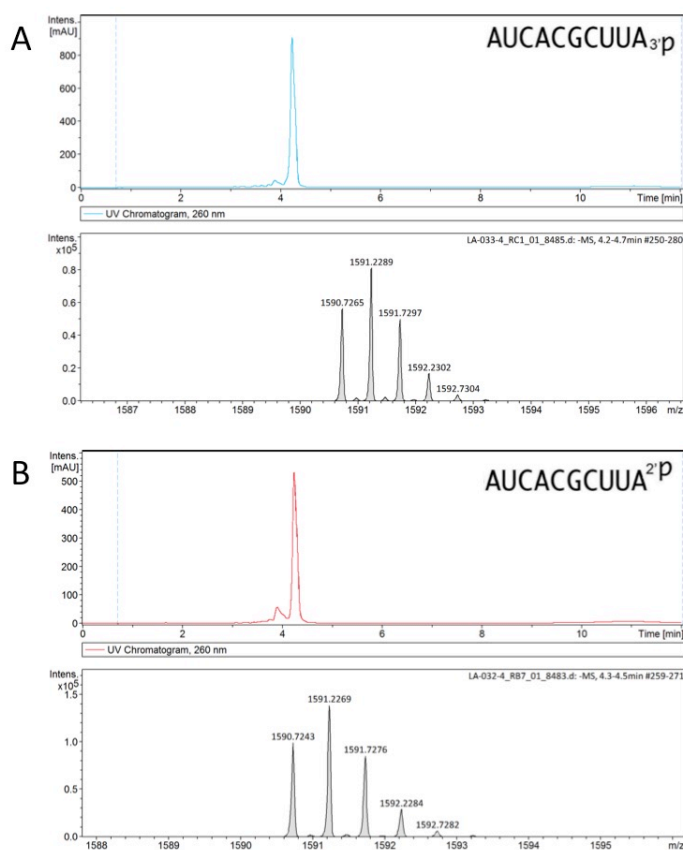 A
Intens.
[mAU]
AUCACGCUUA3'p
800
600
400
200
0
0 2 4 6 8 10 Time [min]
UV Chromatogram, 260 nm
Intens.
x10⁵
LA-033-4_RC1_01_8485.d: -MS, 4.2-4.7min #250-280
0.8
0.6
0.4
0.2
0.0
1590.7265
1591.2289
1591.7297
1592.2302
1592.7304
1587 1588 1589 1590 1591 1592 1593 1594 1595 1596 m/z
B
Intens.
[mAU]
AUCACGCUUA2'p
500
400
300
200
100
0
0 2 4 6 8 10 Time [min]
UV Chromatogram, 260 nm
Intens.
x10⁵
LA-032-4_RB7_01_8483.d: -MS, 4.3-4.5min #259-271
1.5
1.0
0.5
0.0
1590.7243
1591.2269
1591.7276
1592.2284
1592.7282
1588 1589 1590 1591 1592 1593 1594 1595 m/z